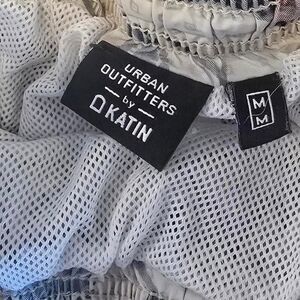 URBAN
OUTFITTERS
by
KATIN
M
M